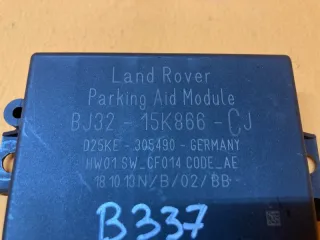 Land Rover
Parking Aid Module
BJ32 - 15K866 - CJ
D25KE - 305490 - GERMANY
HW01 SW_CF014 CODE_AE
18.10.13 N/B/02/BB
B337